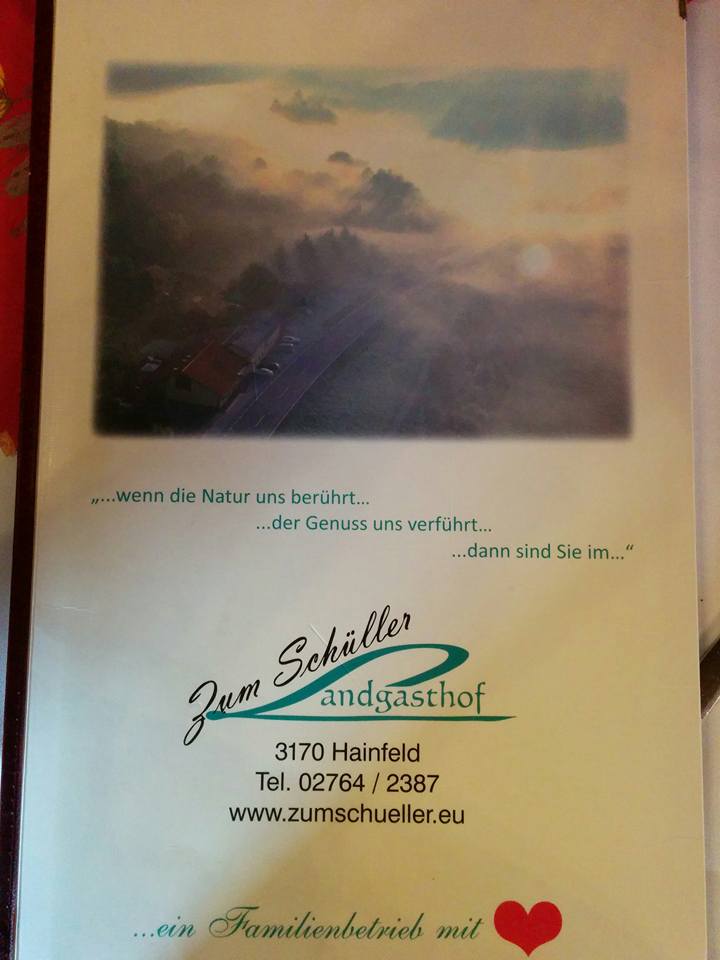 „...wenn die Natur uns berührt...
...der Genuss uns verführt...
...dann sind Sie im...“
Zum Schüller
Landgasthof
3170 Hainfeld
Tel. 02764 / 2387
www.zumschueller.eu
...ein Familienbetrieb mit